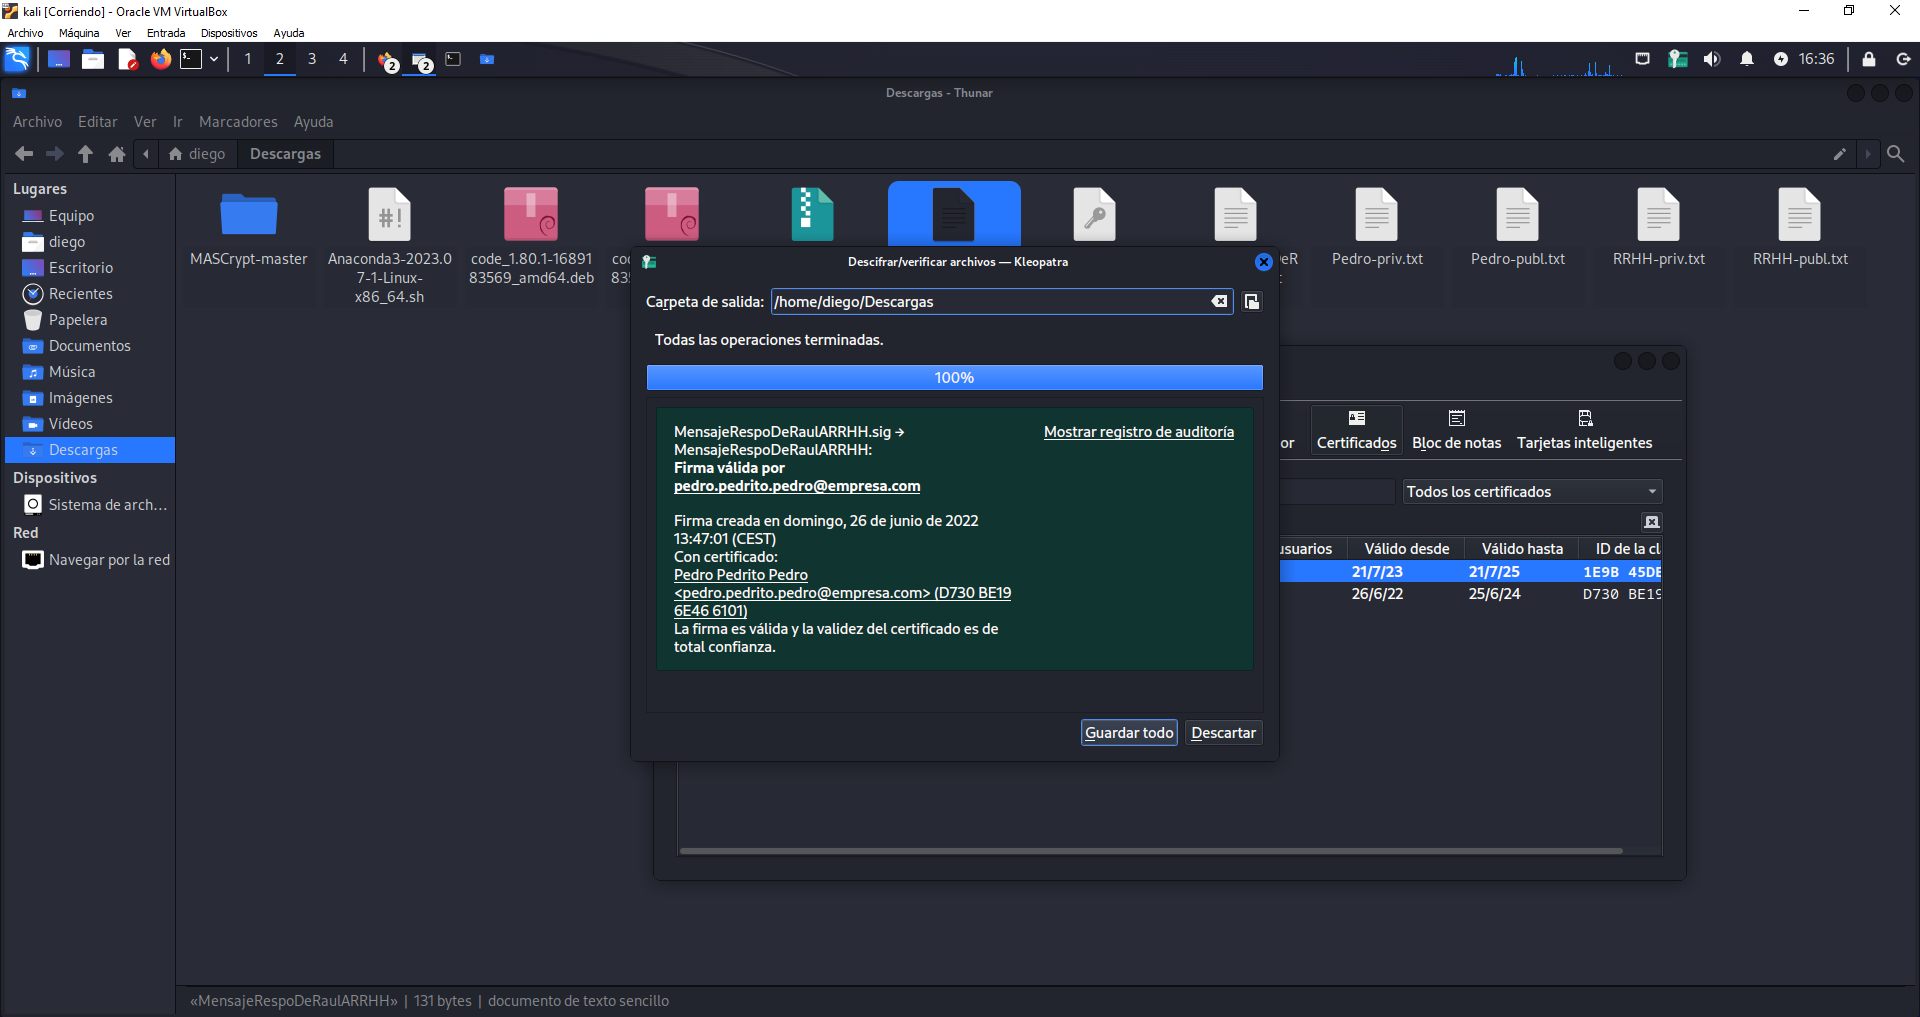 kali [Corriendo] - Oracle VM VirtualBox
Archivo Máquina Ver Entrada Dispositivos Ayuda
1 2 3 4 2 2 16:36
Descargas - Thunar
Archivo Editar Ver Ir Marcadores Ayuda
diego Descargas
Lugares
Equipo
diego
Escritorio
Recientes
Papelera
Documentos
Música
Imágenes
Vídeos
Descargas
Dispositivos
Sistema de arch...
Red
Navegar por la red
MASCrypt-master
Anaconda3-2023.0
7-1-Linux-
x86_64.sh
code_1.80.1-16891
83569_amd64.deb
Pedro-priv.txt
Pedro-publ.txt
RRHH-priv.txt
RRHH-publ.txt
Descifrar/verificar archivos — Kleopatra
Carpeta de salida: /home/diego/Descargas
Todas las operaciones terminadas.
100%
MensajeRespoDeRaulARRHH.sig → Mostrar registro de auditoría
MensajeRespoDeRaulARRHH:
Firma válida por
pedro.pedrito.pedro@empresa.com
Firma creada en domingo, 26 de junio de 2022
13:47:01 (CEST)
Con certificado:
Pedro Pedrito Pedro
<pedro.pedrito.pedro@empresa.com> (D730 BE19
6E46 6101)
La firma es válida y la validez del certificado es de
total confianza.
Guardar todo Descartar
or Certificados Bloc de notas Tarjetas inteligentes
Todos los certificados
usuarios Válido desde Válido hasta ID de la cl
21/7/23 21/7/25 1E9B 45DE
26/6/22 25/6/24 D730 BE19
«MensajeRespoDeRaulARRHH» | 131 bytes | documento de texto sencillo